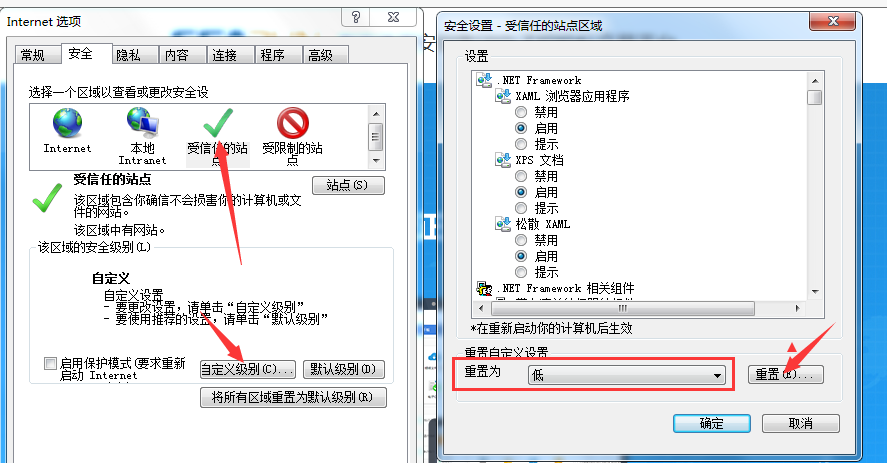 Internet 选项
常规
安全
隐私
内容
连接
程序
高级
选择一个区域以查看或更改安全设
Internet
本地
Intranet
受信任的站
点
受限制的站
点
受信任的站点
站点(S)
该区域包含你确信不会损害你的计算机或文
件的网站。
该区域中有网站。
该区域的安全级别(L)
自定义
自定义设置
- 要更改设置，请单击“自定义级别”
- 要使用推荐的设置，请单击“默认级别”
启用保护模式(要求重新
启动 Internet
自定义级别(C)...
默认级别(D)
将所有区域重置为默认级别(R)
安全设置 - 受信任的站点区域
设置
.NET Framework
XAML 浏览器应用程序
禁用
启用
提示
XPS 文档
禁用
启用
提示
松散 XAML
禁用
启用
提示
.NET Framework 相关组件
*在重新启动你的计算机后生效
重置自定义设置
重置为
低
重置(E)...
确定
取消